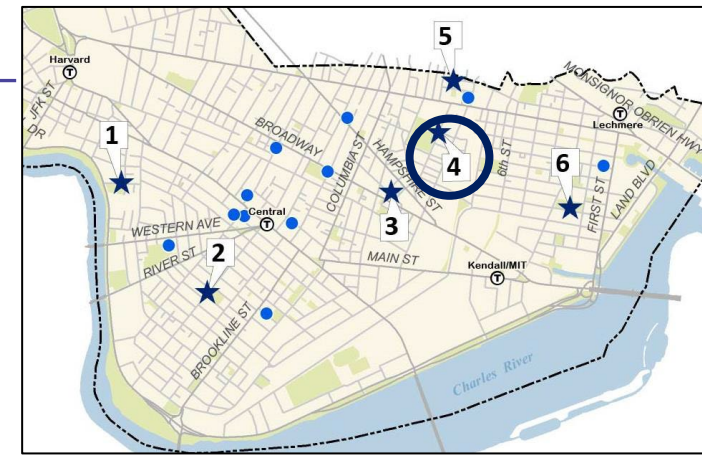 5
Harvard
T
MONSIGNOR OBRIEN HWY
JFK ST
DR
T
Lechmere
1
BROADWAY
COLUMBIA ST
HAMPSHIRE ST
4
6th ST
6
FIRST ST
LAND BLVD
3
Central
T
WESTERN AVE
RIVER ST
2
MAIN ST
Kendall/MIT
T
BROOKLINE ST
Charles River